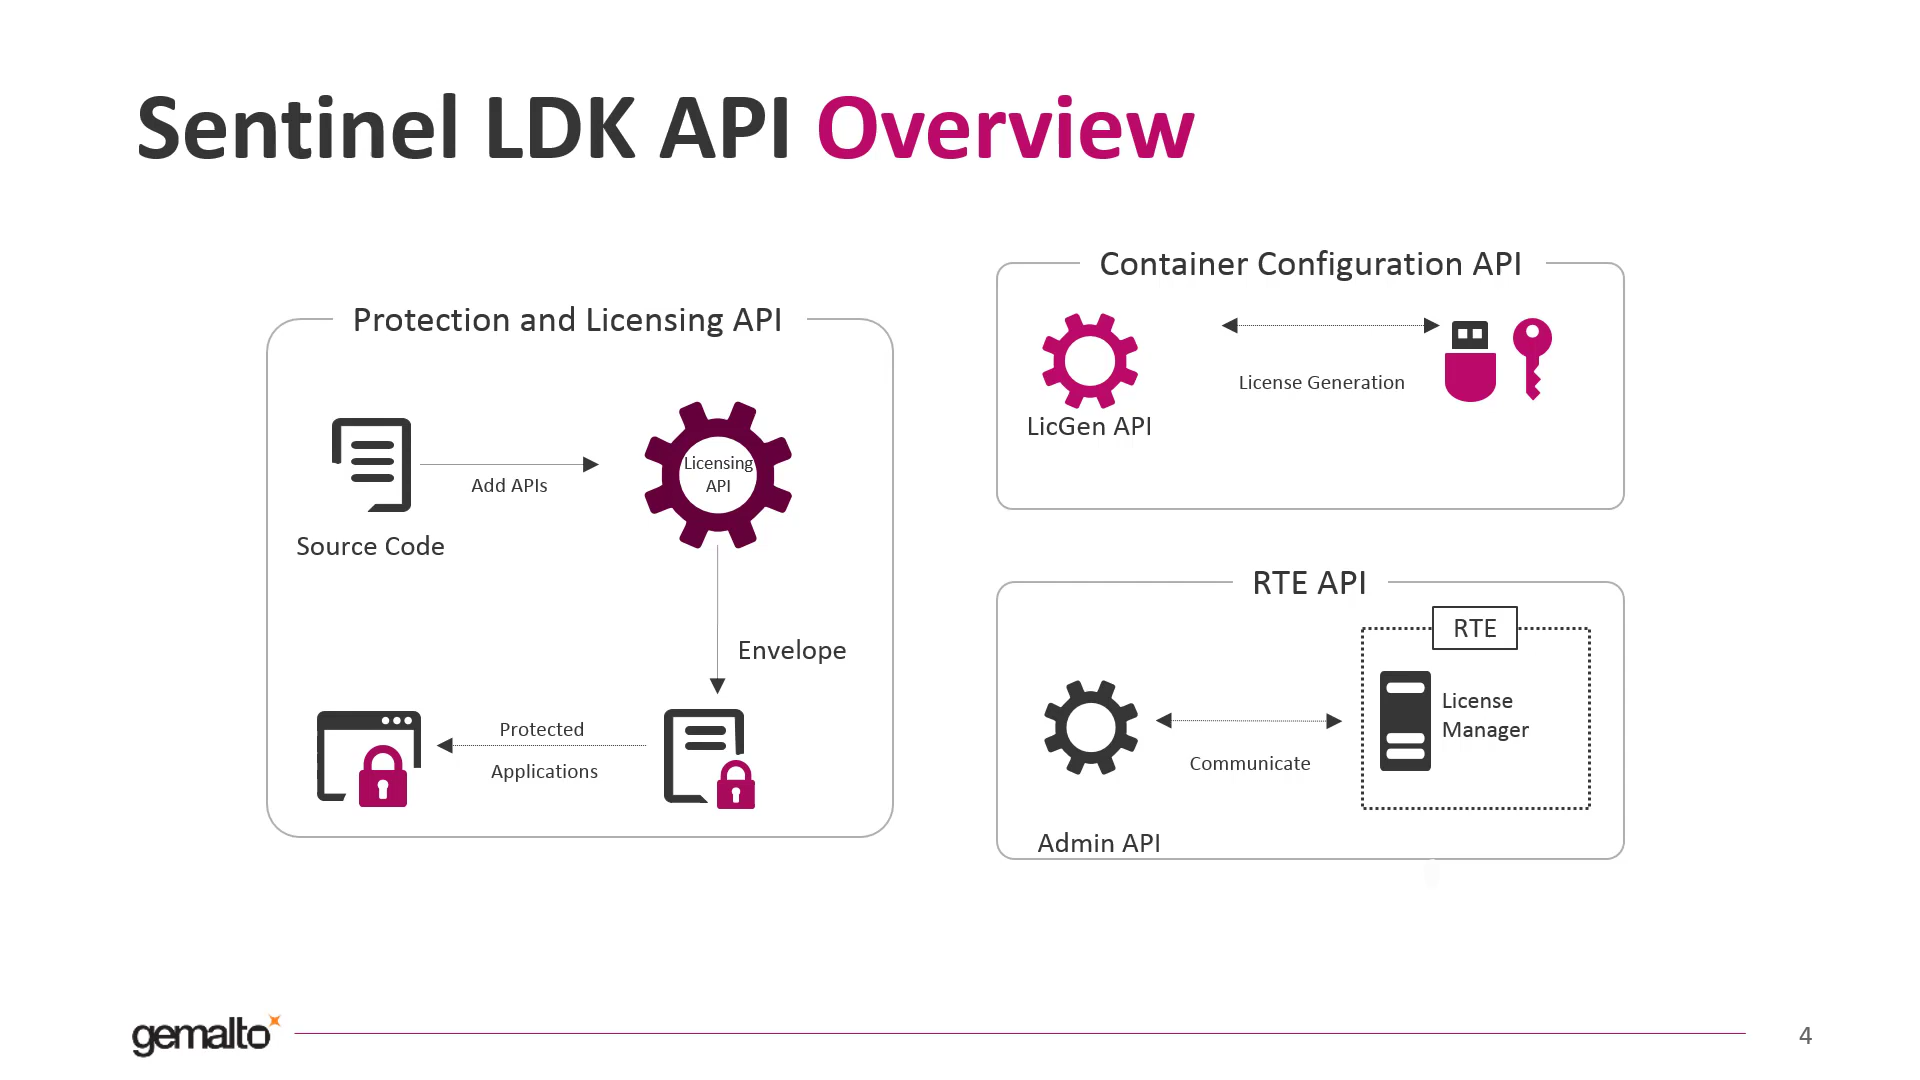 Sentinel LDK API Overview
Protection and Licensing API
Source Code
Add APIs
Licensing
API
Envelope
Protected
Applications
Container Configuration API
LicGen API
License Generation
RTE API
RTE
License
Manager
Communicate
Admin API
gemalto
4